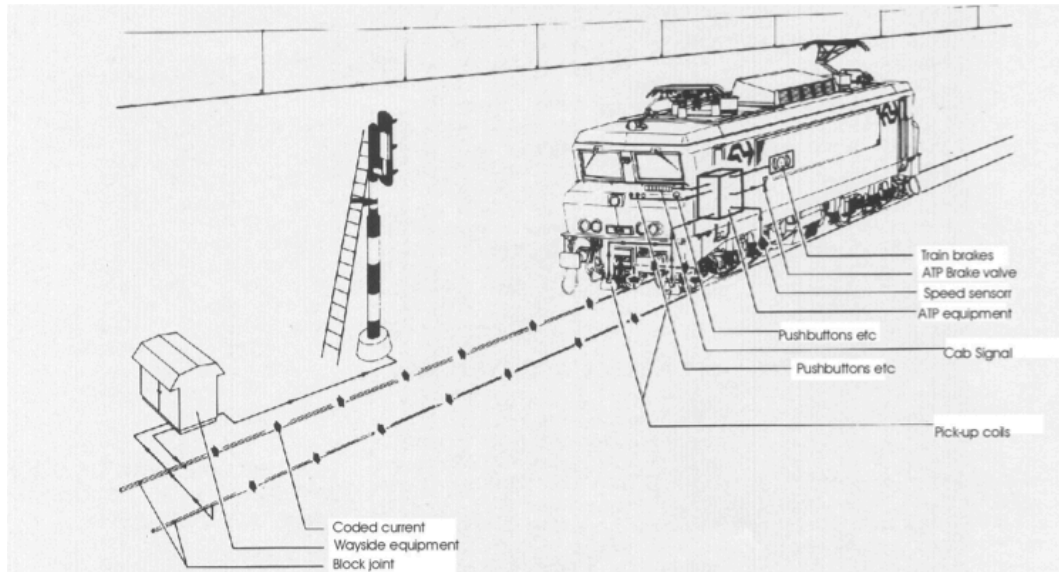 Train brakes
ATP Brake valve
Speed sensorr
ATP equipment
Pushbuttons etc
Cab Signal
Pushbuttons etc
Pick-up coils
Coded current
Wayside equipment
Block joint